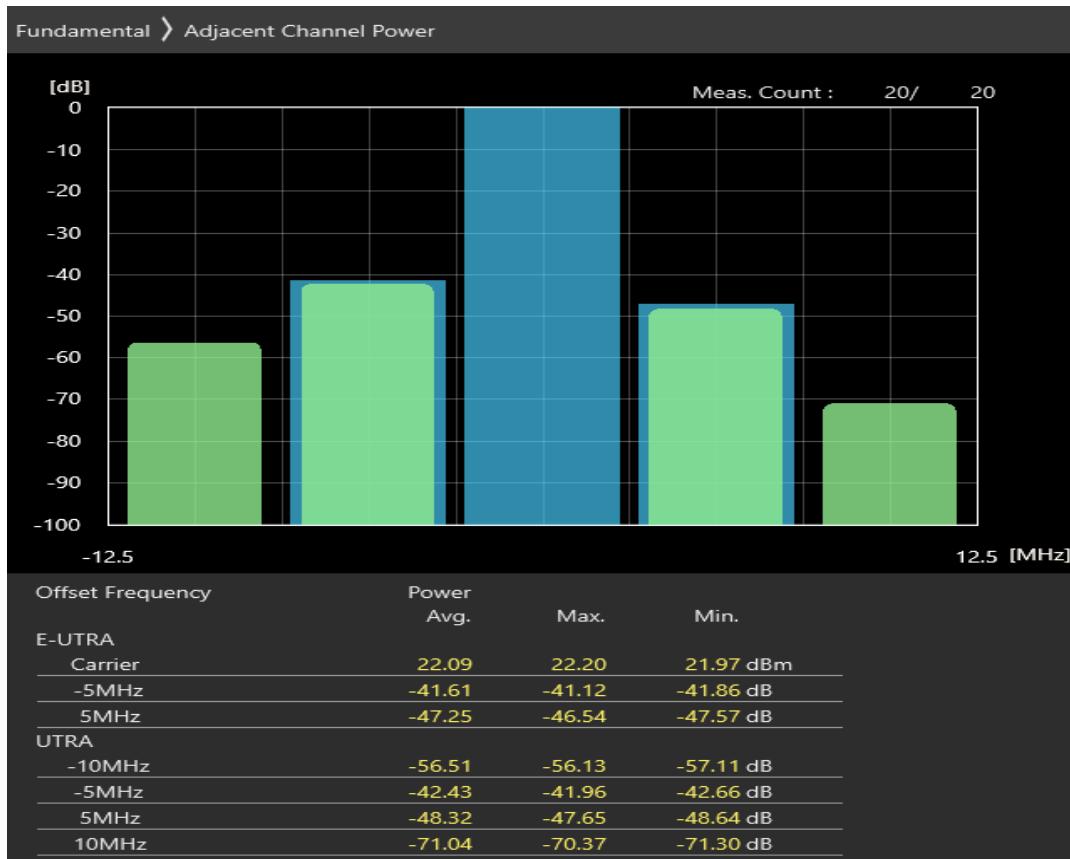 Fundamental 〉 Adjacent Channel Power
[dB]
Meas. Count : 20/ 20
0
-10
-20
-30
-40
-50
-60
-70
-80
-90
-100
-12.5 12.5 [MHz]
Offset Frequency Power
Avg. Max. Min.
E-UTRA
Carrier 22.09 22.20 21.97 dBm
-5MHz -41.61 -41.12 -41.86 dB
5MHz -47.25 -46.54 -47.57 dB
UTRA
-10MHz -56.51 -56.13 -57.11 dB
-5MHz -42.43 -41.96 -42.66 dB
5MHz -48.32 -47.65 -48.64 dB
10MHz -71.04 -70.37 -71.30 dB